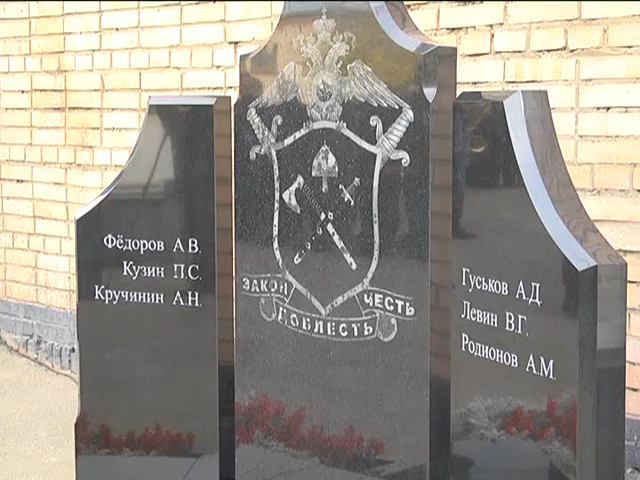 Фёдоров А.В.
Кузин П.С.
Кручинин А.Н.
ЗАКОН
ДОБЛЕСТЬ
ЧЕСТЬ
Гуськов А.Д.
Левин В.Г.
Родионов А.М.